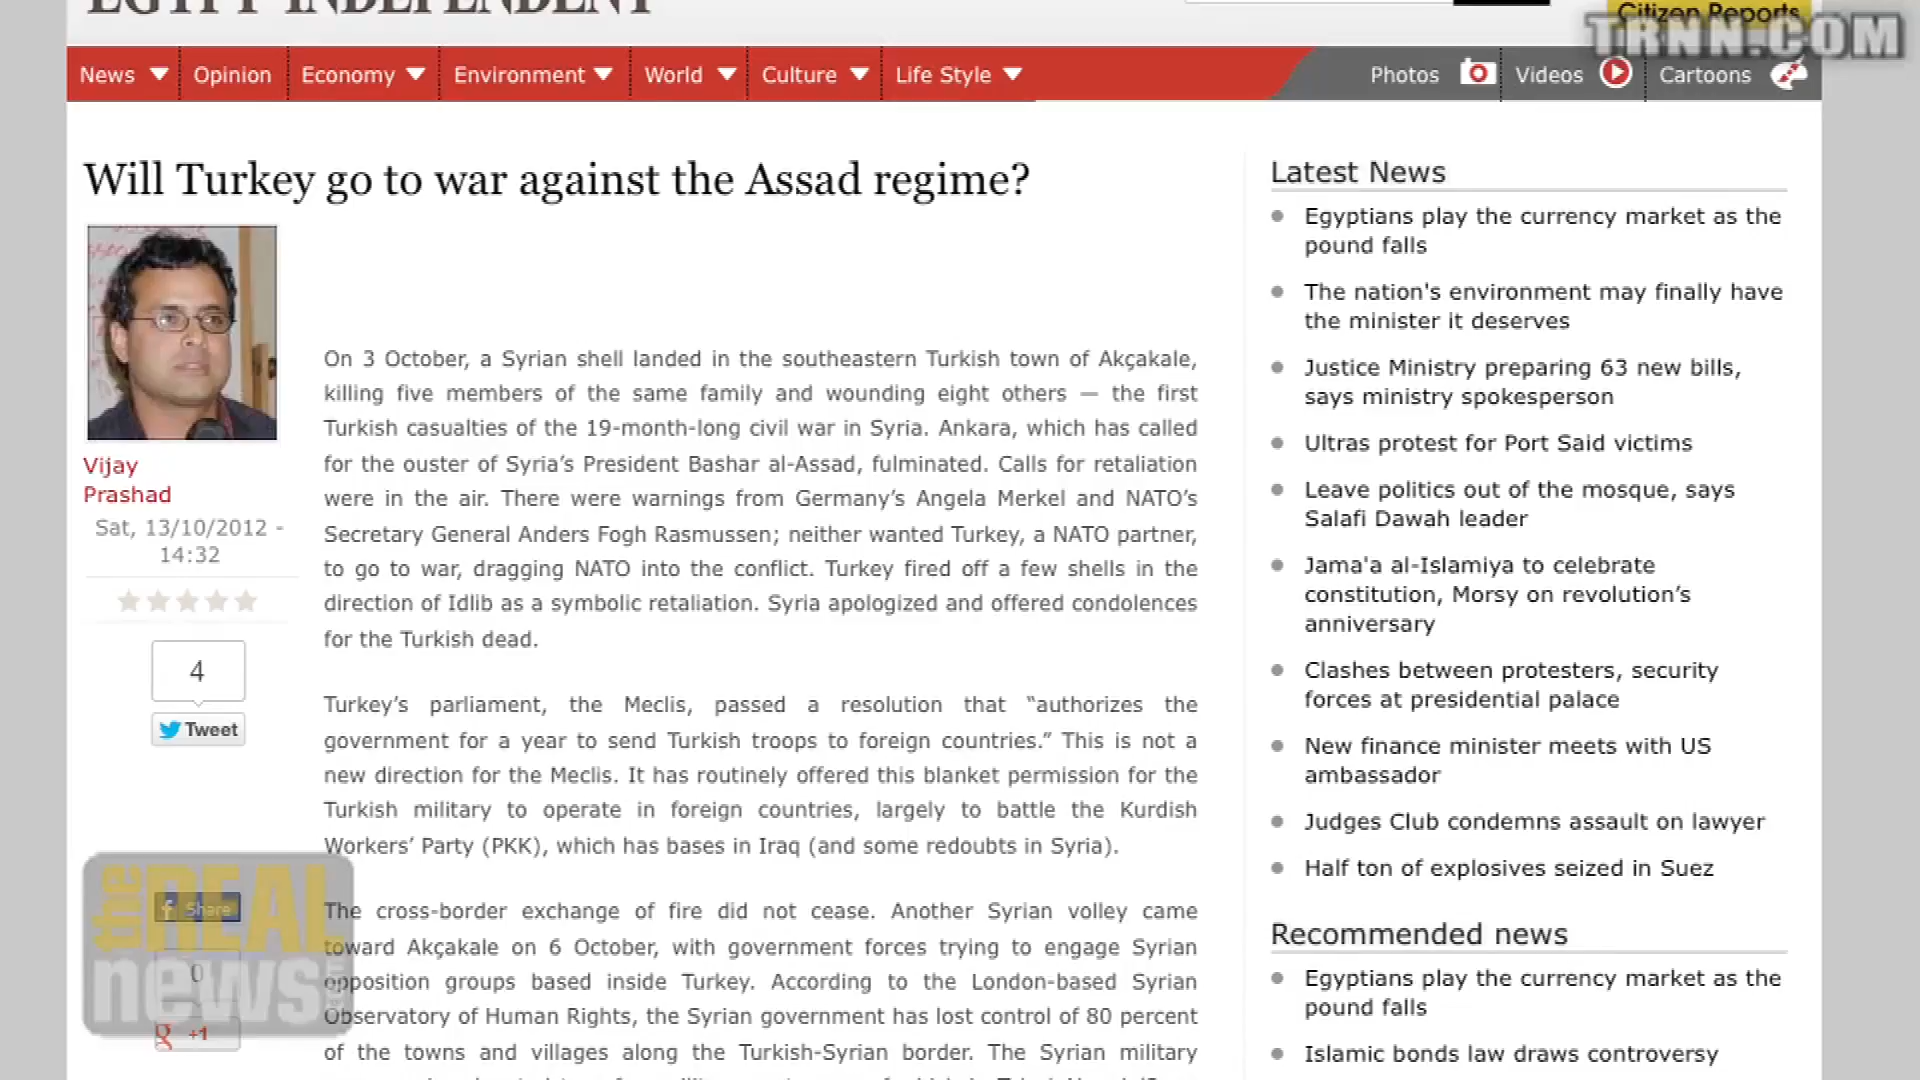 EGYPT INDEPENDENT
Citizen Reports
TRNN.COM
News Opinion Economy Environment World Culture Life Style Photos Videos Cartoons
Will Turkey go to war against the Assad regime?
Vijay
Prashad
Sat, 13/10/2012 -
14:32
4
Tweet
Share
0
+1
the REAL
news.com
On 3 October, a Syrian shell landed in the southeastern Turkish town of Akçakale,
killing five members of the same family and wounding eight others — the first
Turkish casualties of the 19-month-long civil war in Syria. Ankara, which has called
for the ouster of Syria’s President Bashar al-Assad, fulminated. Calls for retaliation
were in the air. There were warnings from Germany’s Angela Merkel and NATO’s
Secretary General Anders Fogh Rasmussen; neither wanted Turkey, a NATO partner,
to go to war, dragging NATO into the conflict. Turkey fired off a few shells in the
direction of Idlib as a symbolic retaliation. Syria apologized and offered condolences
for the Turkish dead.
Turkey’s parliament, the Meclis, passed a resolution that “authorizes the
government for a year to send Turkish troops to foreign countries.” This is not a
new direction for the Meclis. It has routinely offered this blanket permission for the
Turkish military to operate in foreign countries, largely to battle the Kurdish
Workers’ Party (PKK), which has bases in Iraq (and some redoubts in Syria).
The cross-border exchange of fire did not cease. Another Syrian volley came
toward Akçakale on 6 October, with government forces trying to engage Syrian
opposition groups based inside Turkey. According to the London-based Syrian
Observatory of Human Rights, the Syrian government has lost control of 80 percent
of the towns and villages along the Turkish-Syrian border. The Syrian military
Latest News
Egyptians play the currency market as the
pound falls
The nation's environment may finally have
the minister it deserves
Justice Ministry preparing 63 new bills,
says ministry spokesperson
Ultras protest for Port Said victims
Leave politics out of the mosque, says
Salafi Dawah leader
Jama'a al-Islamiya to celebrate
constitution, Morsy on revolution’s
anniversary
Clashes between protesters, security
forces at presidential palace
New finance minister meets with US
ambassador
Judges Club condemns assault on lawyer
Half ton of explosives seized in Suez
Recommended news
Egyptians play the currency market as the
pound falls
Islamic bonds law draws controversy